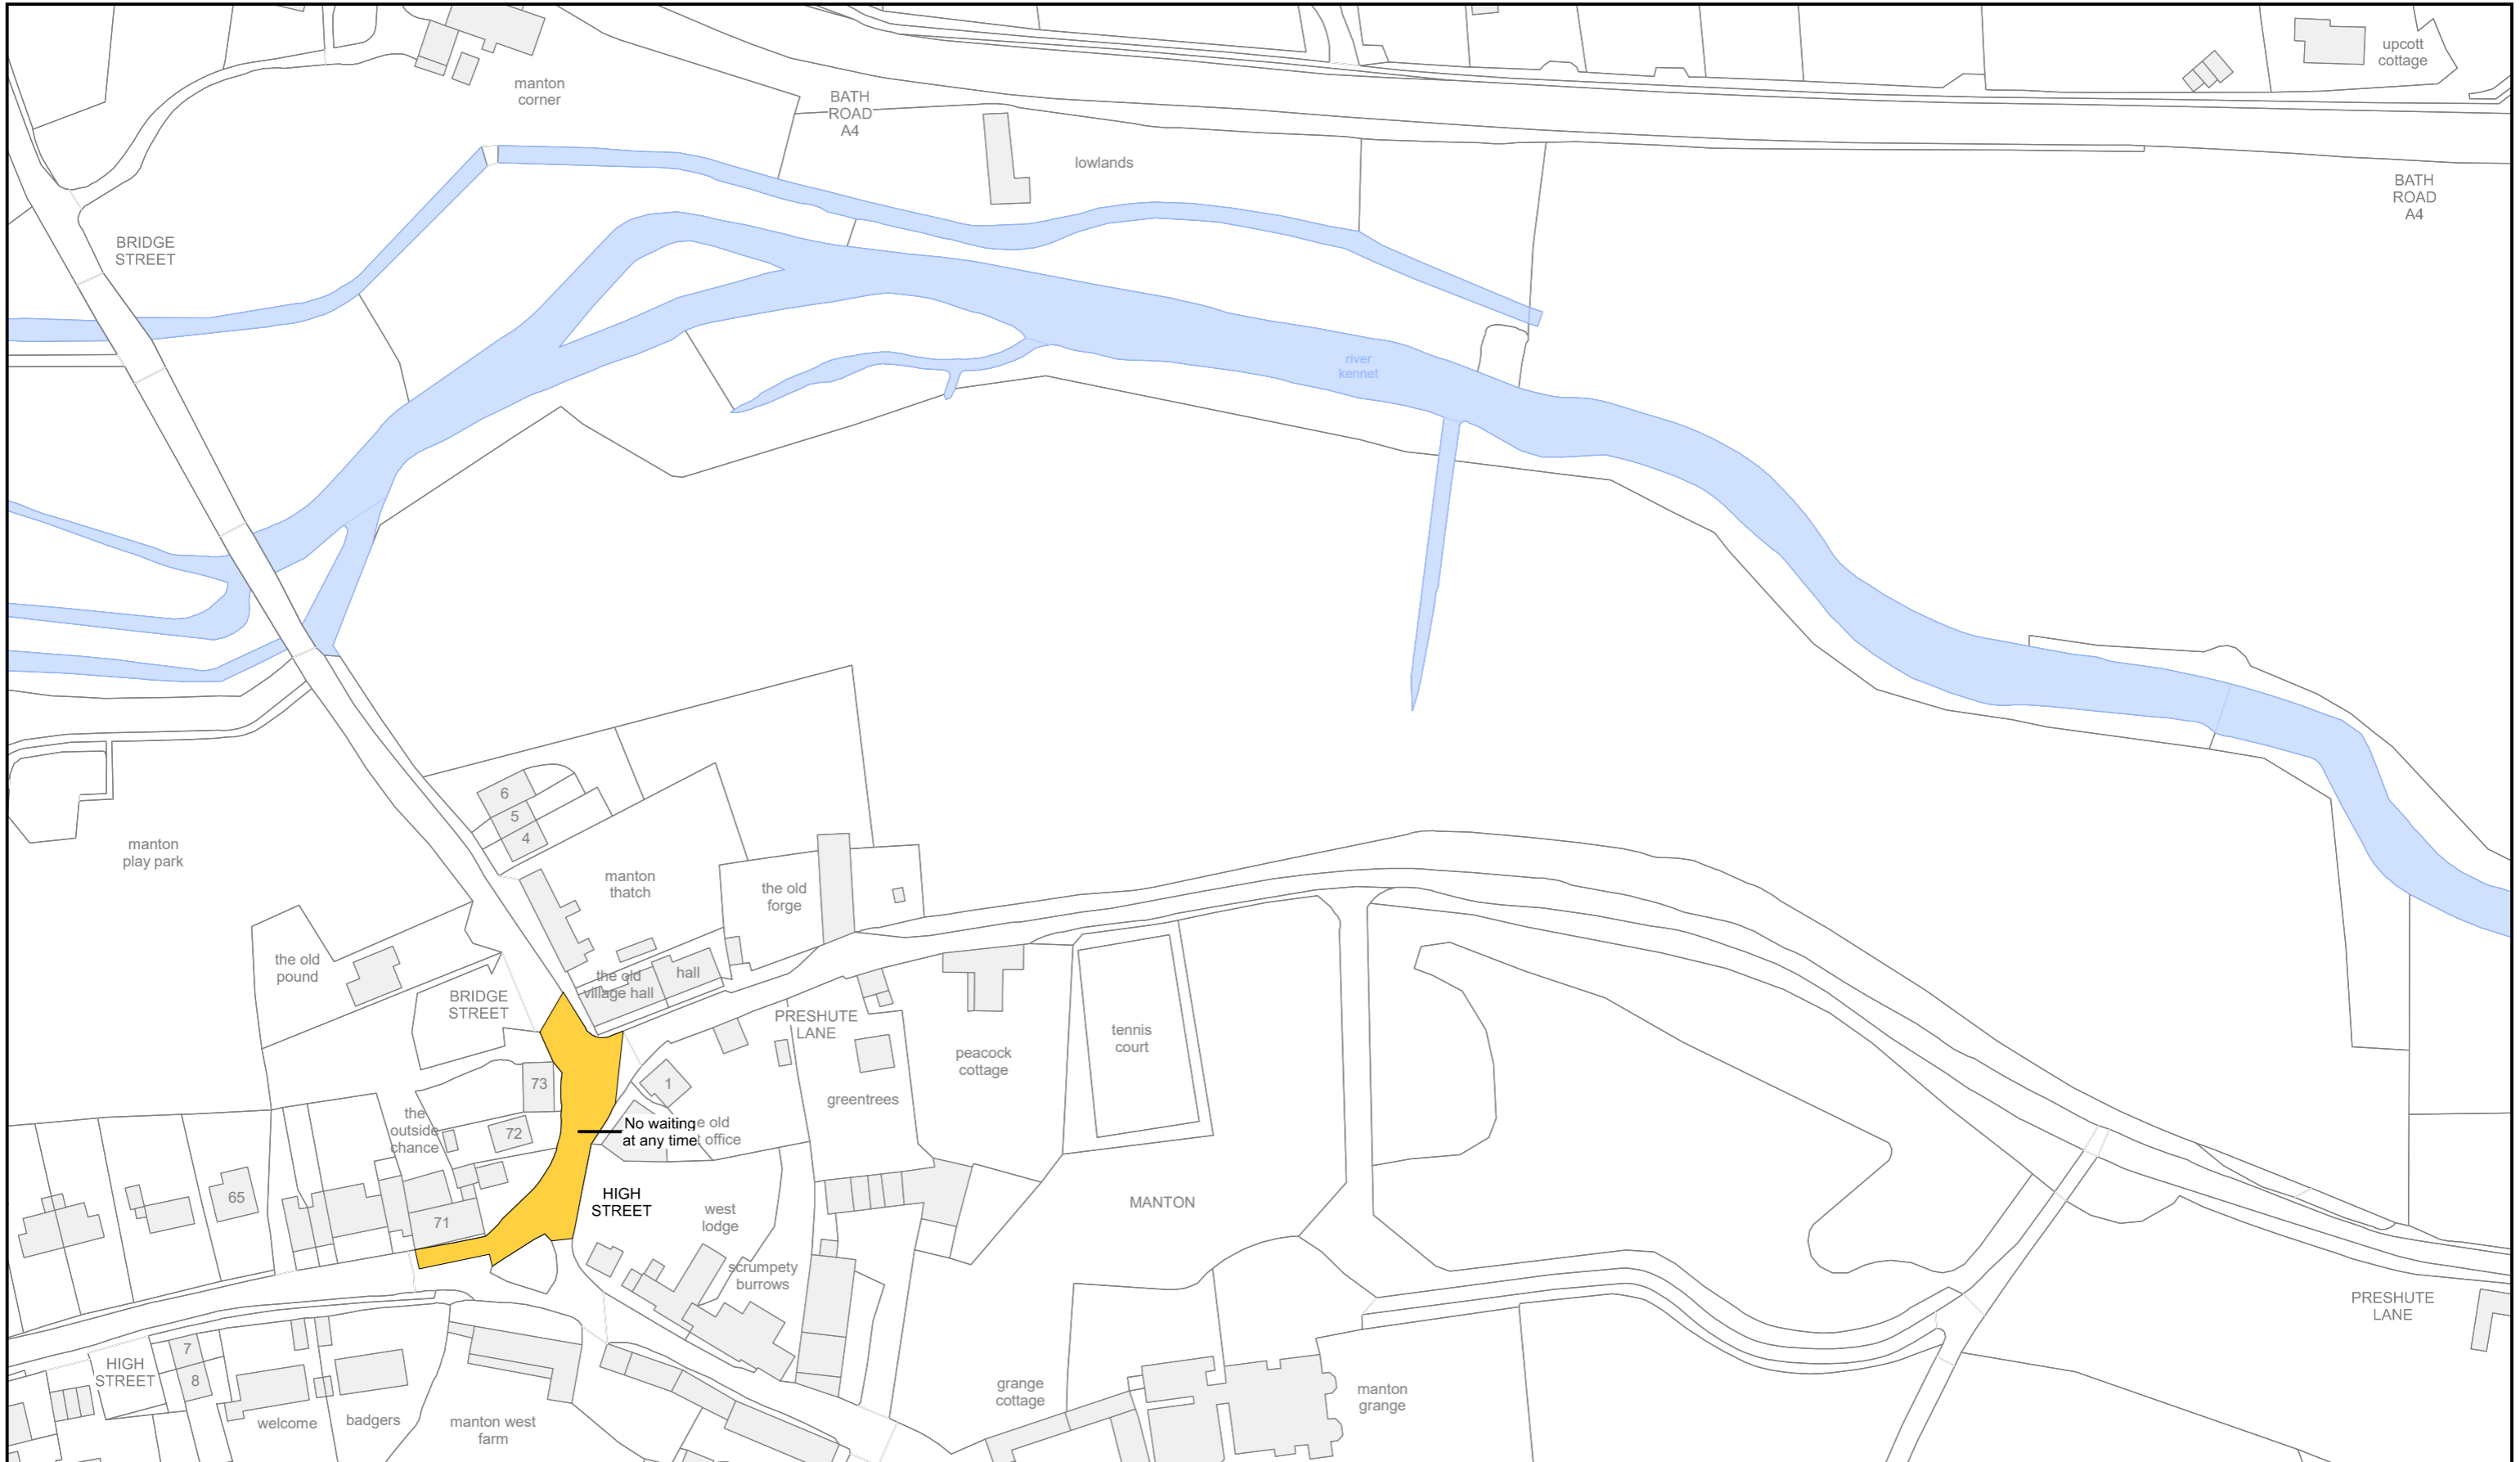 upcott
cottage
manton
corner
BATH
ROAD
A4
lowlands
BATH
ROAD
A4
BRIDGE
STREET
river
kennet
6
5
4
manton
play park
manton
thatch
the old
forge
the old
pound
the old
village hall
hall
BRIDGE
STREET
PRESHUTE
LANE
tennis
court
peacock
cottage
73
1
greentrees
the
outside
chance
72
No waiting
at any time
e old
t office
65
71
HIGH
STREET
west
lodge
MANTON
scrumpety
burrows
PRESHUTE
LANE
7
8
HIGH
STREET
welcome
badgers
manton west
farm
grange
cottage
manton
grange